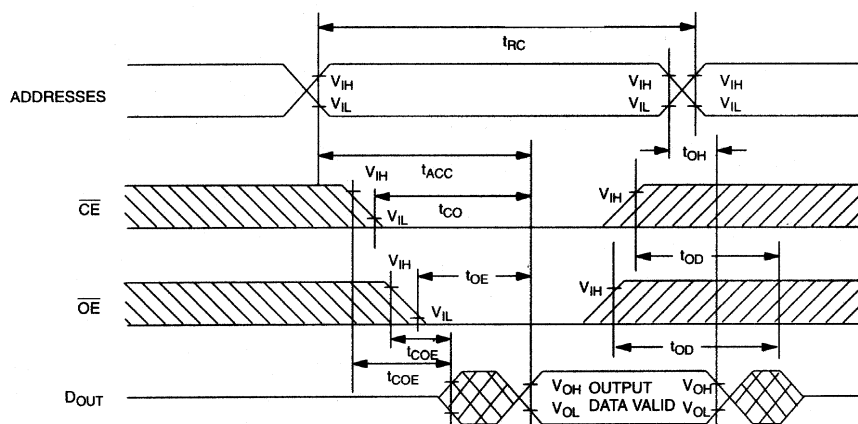 tRC
ADDRESSES
VIH VIH VIH
VIL VIL VIL
tOH
tACC
VIH
CE VIH
tCO
VIL
tOE
tOD
VIH
OE VIH
VIL
tCOE tOD
tCOE
DOUT
VOH OUTPUT VOH
VOL DATA VALID VOL